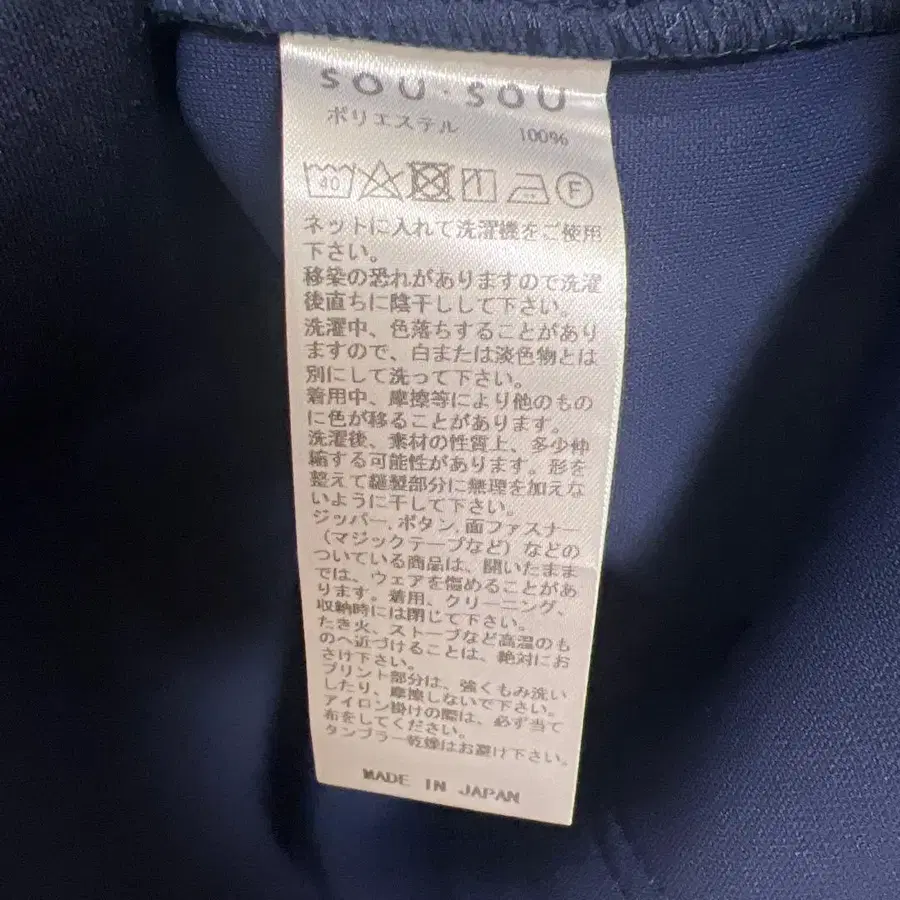 SOU・SOU
ポリエステル 100%
40 F
ネットに入れて洗濯機をご使用
下さい。
移染の恐れがありますので洗濯
後直ちに陰干しして下さい。
洗濯中、色落ちすることがあり
ますので、白または淡色物とは
別にして洗って下さい。
着用中、摩擦等により他のもの
に色が移ることがあります。
洗濯後、素材の性質上、多少伸
縮する可能性があります。形を
整えて縫製部分に無理を加えな
いように干して下さい。
ジッパー,ボタン,面ファスナー
(マジックテープなど)などの
ついている商品は、開いたまま
では、ウェアを傷めることがあ
ります。着用、クリーニング、
収納時には閉じて下さい。
たき火、ストーブなど高温のも
のへ近づけることは、絶対にお
さけ下さい。
プリント部分は、強くもみ洗い
したり、摩擦しないで下さい。
アイロン掛けの際は、必ず当て
布をしてください。
タンブラー乾燥はお避け下さい。
MADE IN JAPAN